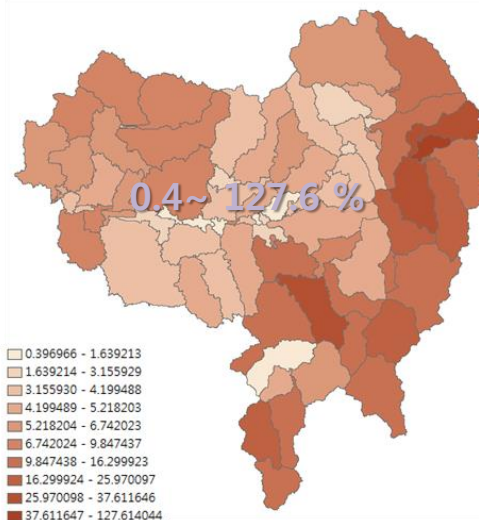 0.4~ 127.6 %
0.396966 - 1.639213
1.639214 - 3.155929
3.155930 - 4.199488
4.199489 - 5.218203
5.218204 - 6.742023
6.742024 - 9.847437
9.847438 - 16.299923
16.299924 - 25.970097
25.970098 - 37.611646
37.611647 - 127.614044